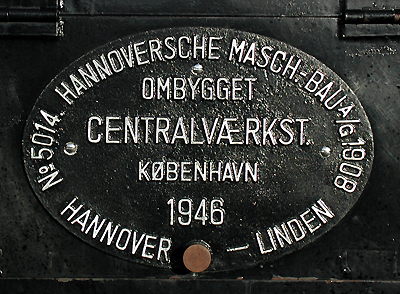 Nº 5014. HANNOVERSCHE MASCH-BAU A/G 1908
OMBYGGET
CENTRALVÆRKST.
KØBENHAVN
1946
HANNOVER — LINDEN